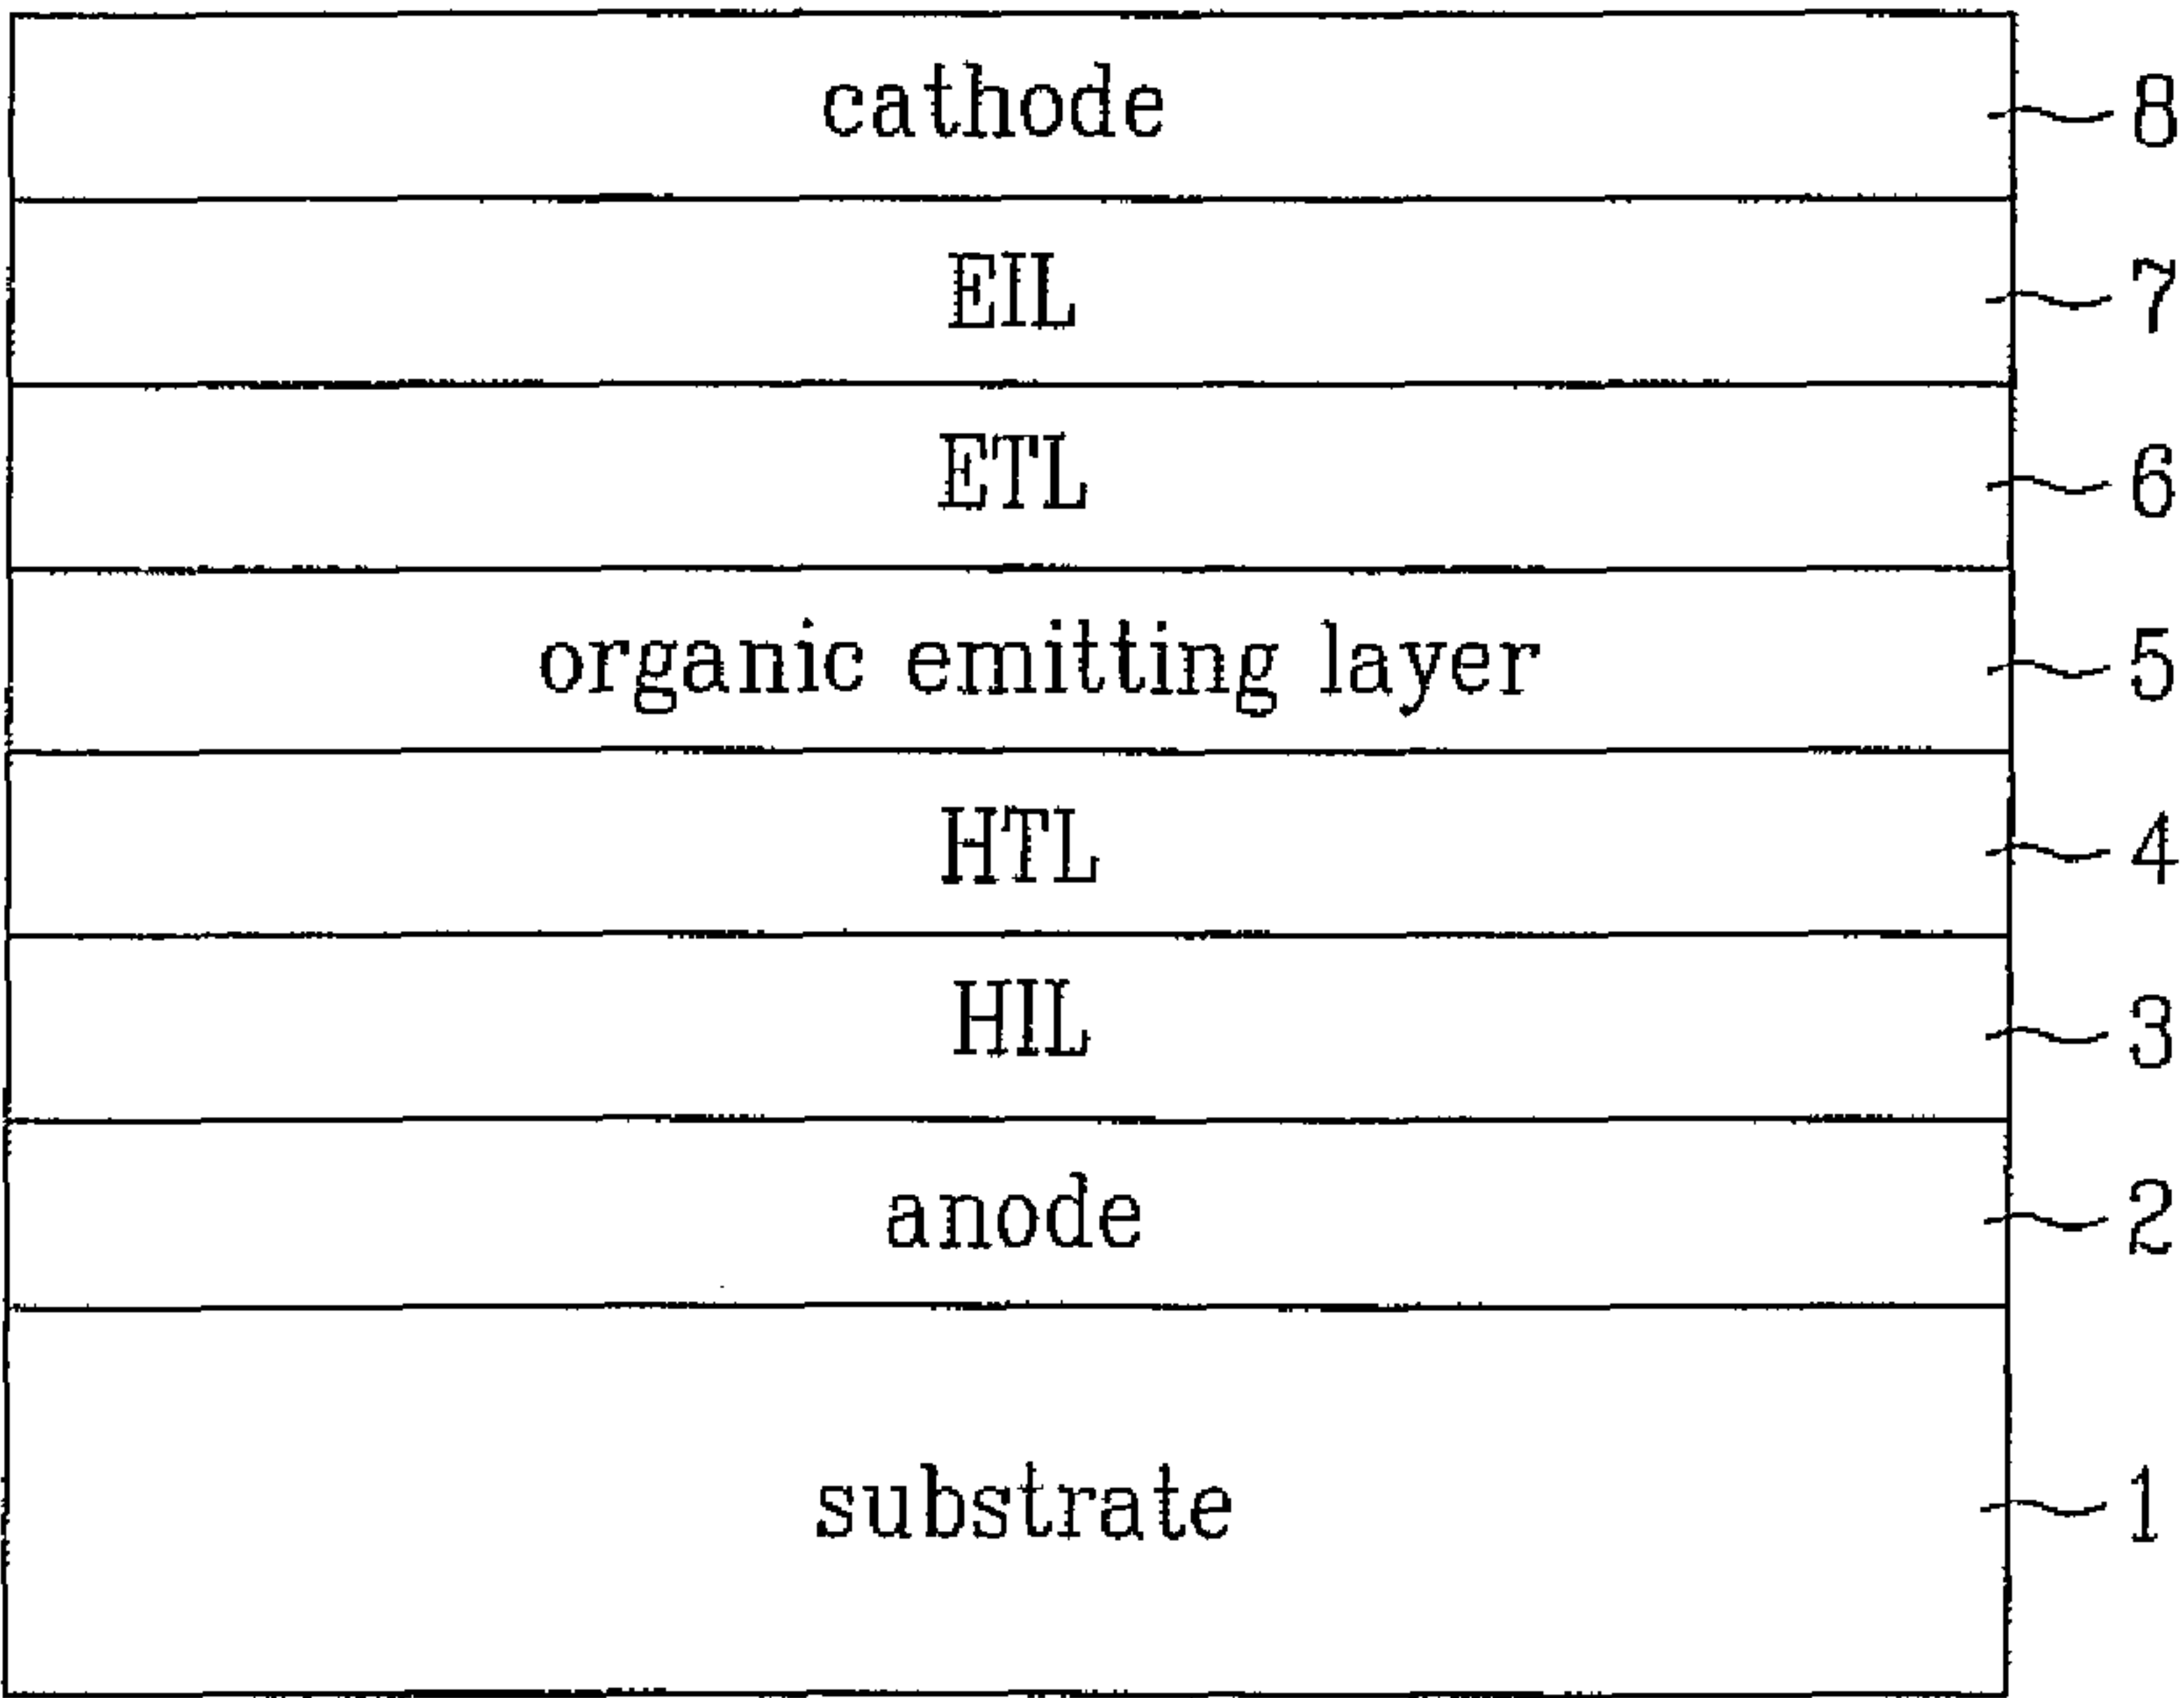 cathode 8
EIL 7
ETL 6
organic emitting layer 5
HTL 4
HIL 3
anode 2
substrate 1